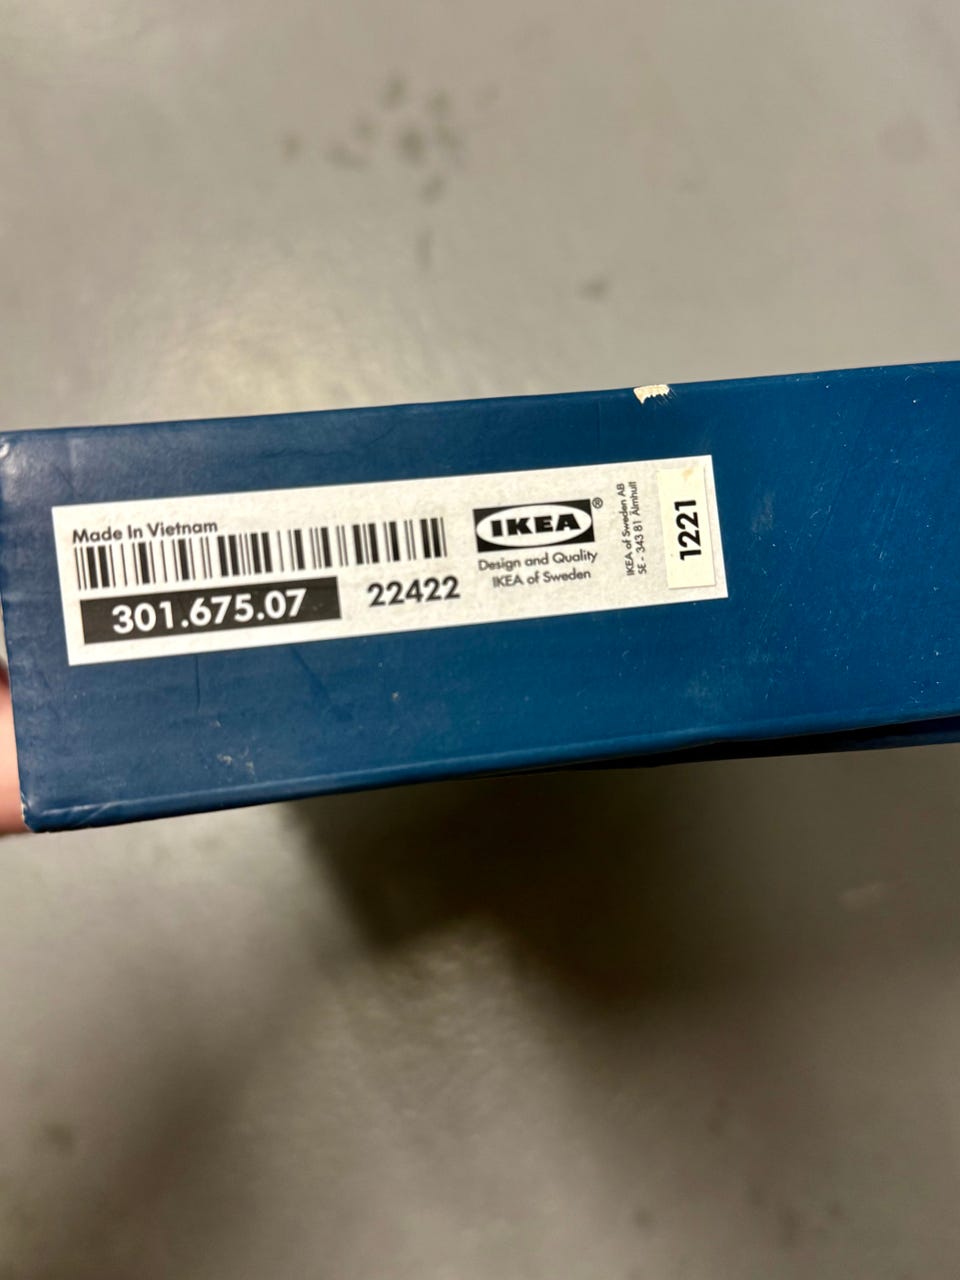 Made In Vietnam
301.675.07
22422
IKEA®
Design and Quality
IKEA of Sweden
IKEA of Sweden AB
SE - 343 81 Älmhult
1221